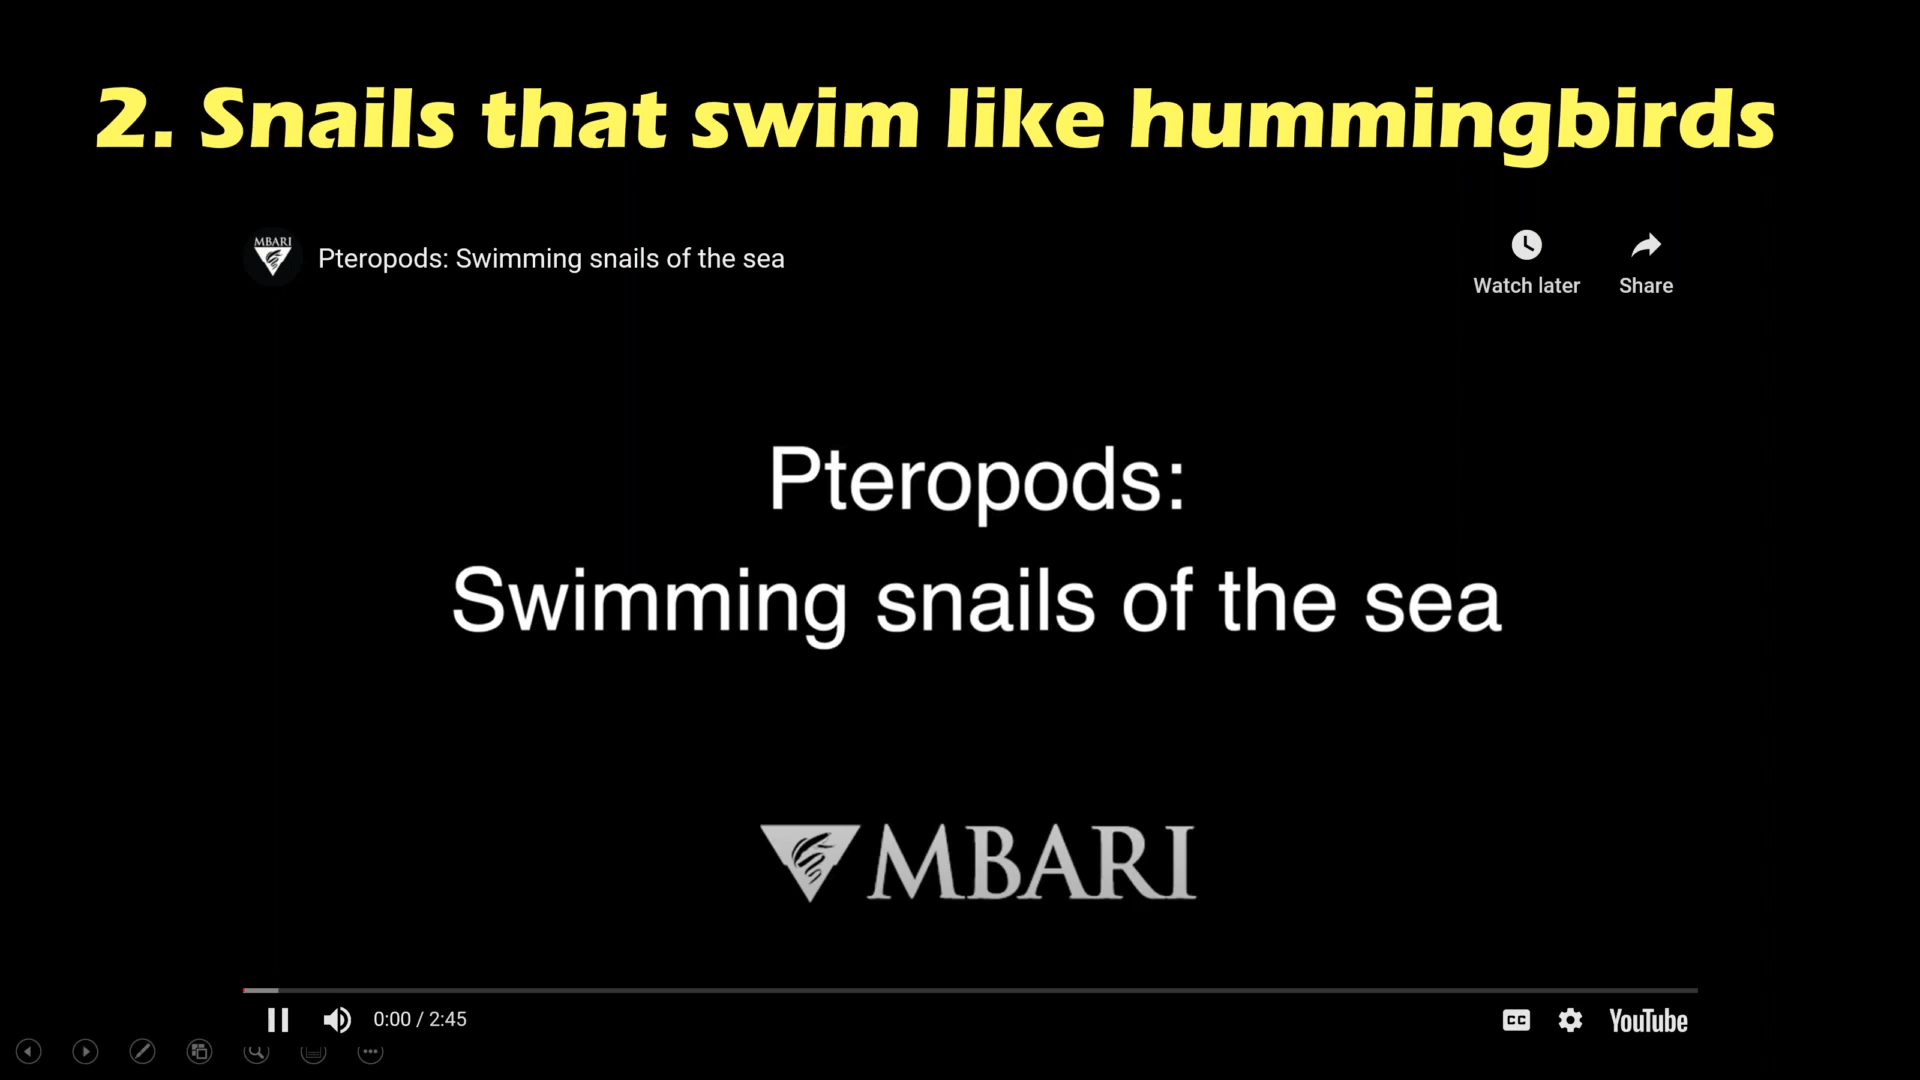 2. Snails that swim like hummingbirds
MBARI
Pteropods: Swimming snails of the sea
Watch later
Share
Pteropods:
Swimming snails of the sea
MBARI
0:00 / 2:45
CC
YouTube